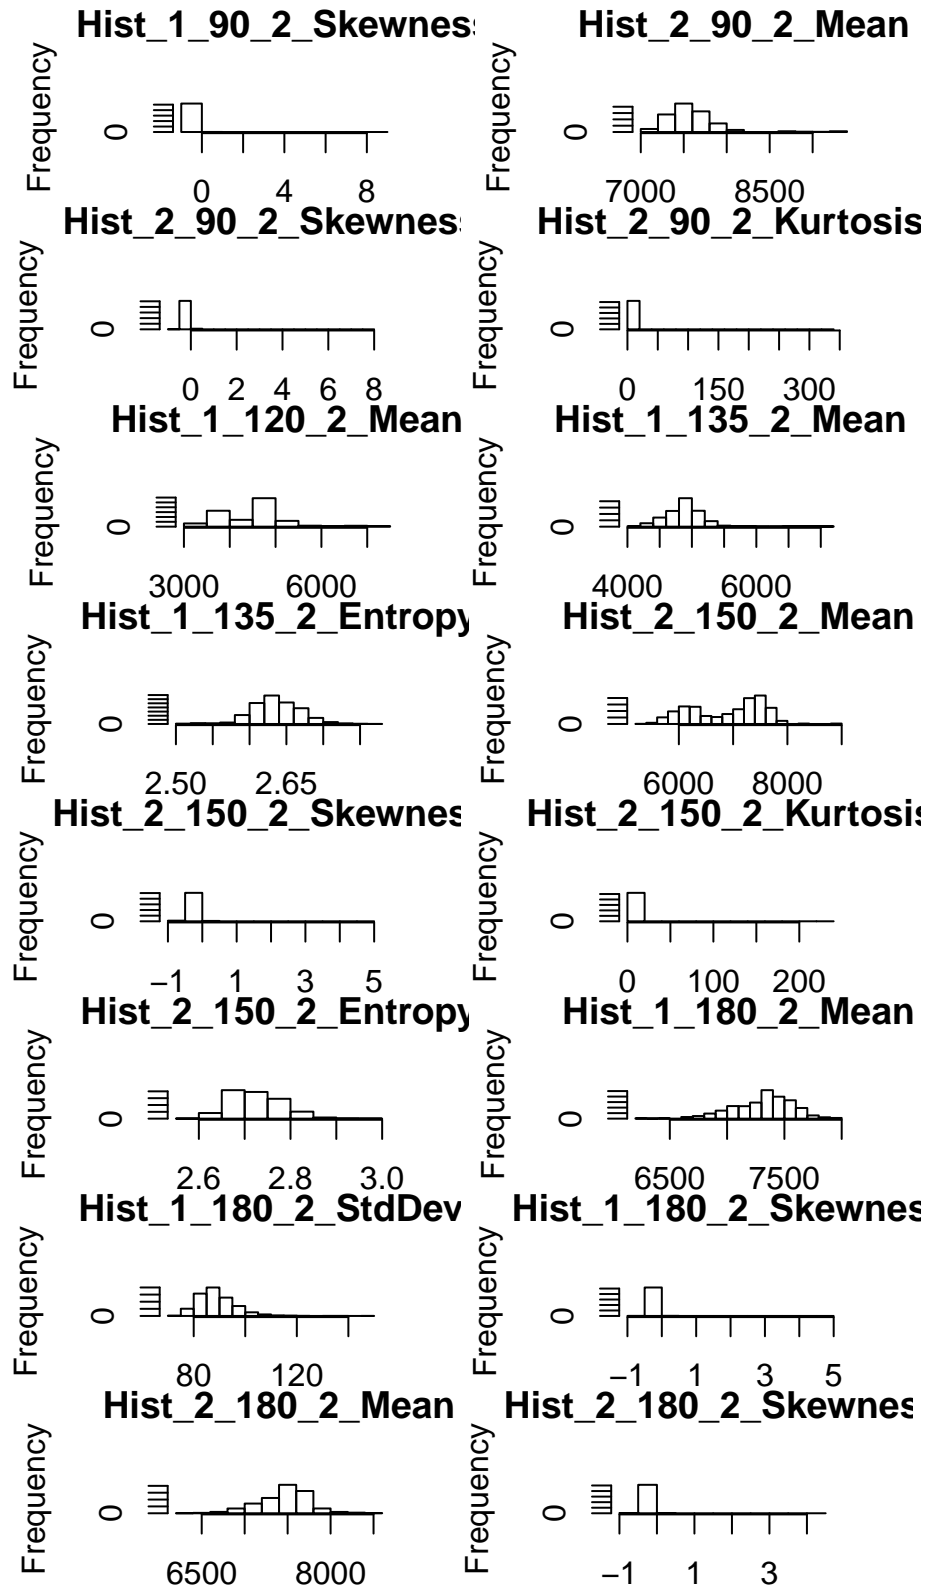 Hist_1_90_2_Skewness
Frequency
0
0 4 8
Hist_2_90_2_Mean
Frequency
0
7000 8500
Hist_2_90_2_Skewness
Frequency
0
0 2 4 6 8
Hist_2_90_2_Kurtosis
Frequency
0
0 150 300
Hist_1_120_2_Mean
Frequency
0
3000 6000
Hist_1_135_2_Mean
Frequency
0
4000 6000
Hist_1_135_2_Entropy
Frequency
0
2.50 2.65
Hist_2_150_2_Mean
Frequency
0
6000 8000
Hist_2_150_2_Skewnes
Frequency
0
−1 1 3 5
Hist_2_150_2_Kurtosis
Frequency
0
0 100 200
Hist_2_150_2_Entropy
Frequency
0
2.6 2.8 3.0
Hist_1_180_2_Mean
Frequency
0
6500 7500
Hist_1_180_2_StdDev
Frequency
0
80 120
Hist_1_180_2_Skewnes
Frequency
0
−1 1 3 5
Hist_2_180_2_Mean
Frequency
0
6500 8000
Hist_2_180_2_Skewnes
Frequency
0
−1 1 3